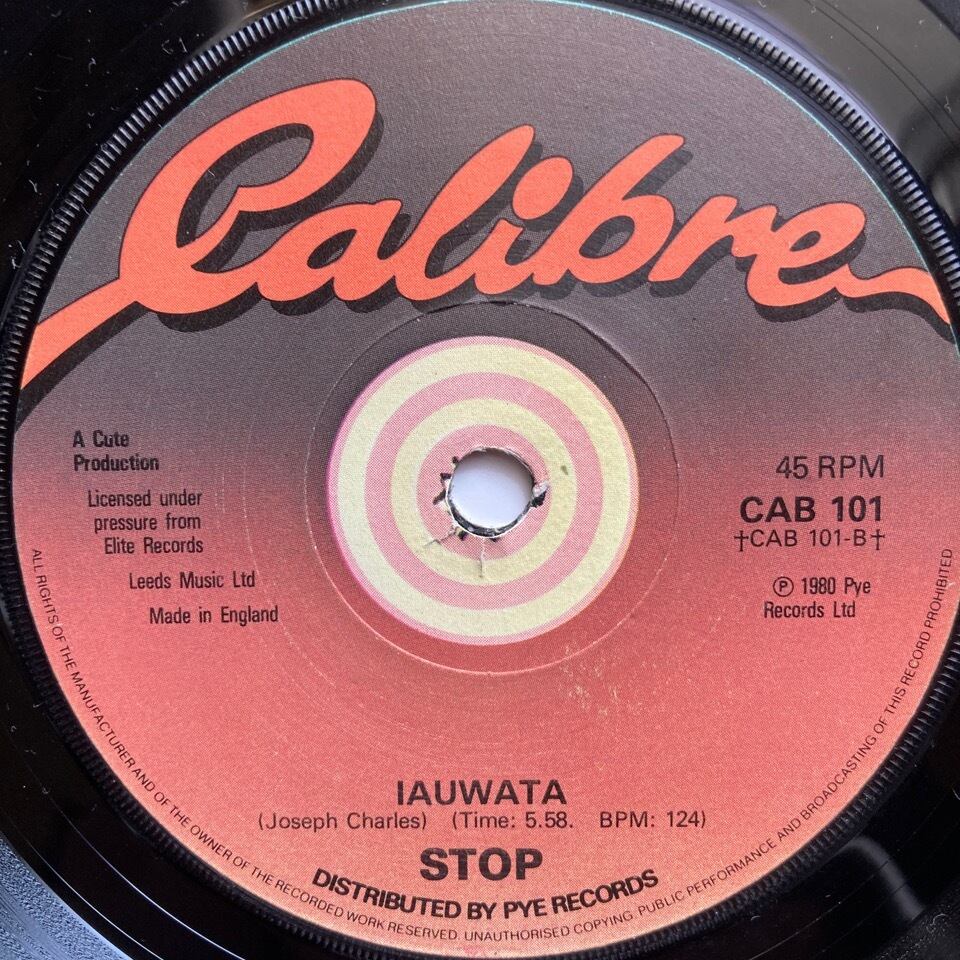 Calibre
A Cute
Production
Licensed under
pressure from
Elite Records
Leeds Music Ltd
Made in England
45 RPM
CAB 101
†CAB 101-B†
℗ 1980 Pye
Records Ltd
IAUWATA
(Joseph Charles) (Time: 5.58. BPM: 124)
STOP
DISTRIBUTED BY PYE RECORDS
ALL RIGHTS OF THE MANUFACTURER AND OF THE OWNER OF THE RECORDED WORK RESERVED. UNAUTHORISED COPYING, PUBLIC PERFORMANCE AND BROADCASTING OF THIS RECORD PROHIBITED